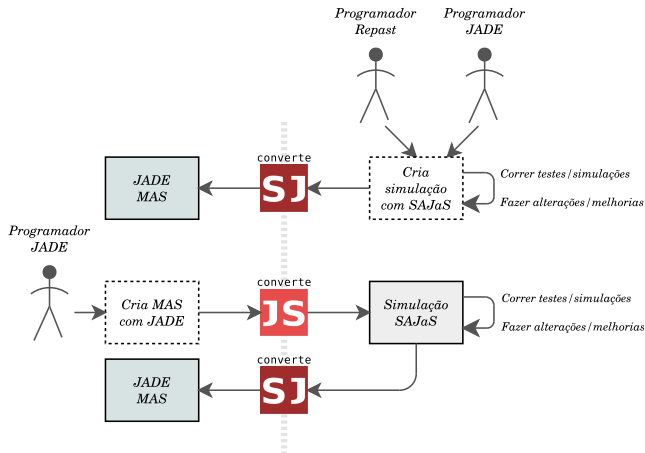 Programador
Repast
Programador
JADE
converte
SJ
JADE
MAS
Cria
simulação
com SAJaS
Correr testes/simulações
Fazer alterações/melhorias
Programador
JADE
Cria MAS
com JADE
converte
JS
Simulação
SAJaS
Correr testes/simulações
Fazer alterações/melhorias
converte
SJ
JADE
MAS